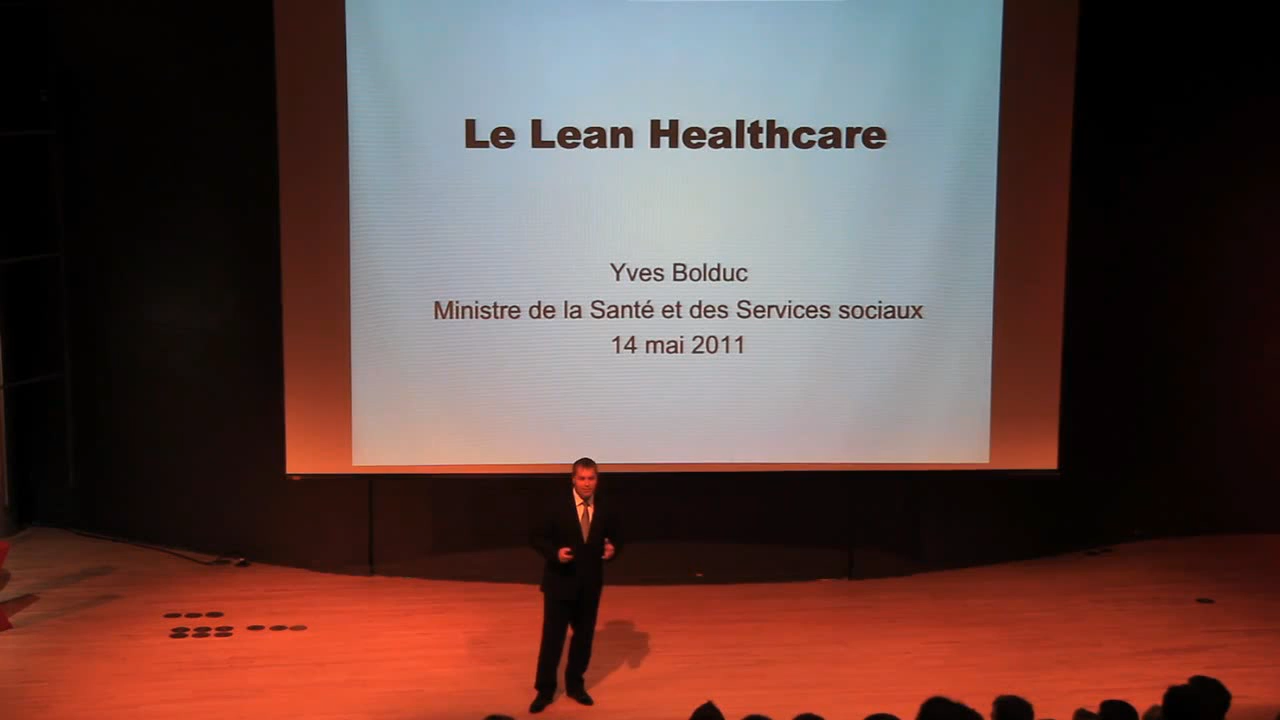 Le Lean Healthcare
Yves Bolduc
Ministre de la Santé et des Services sociaux
14 mai 2011